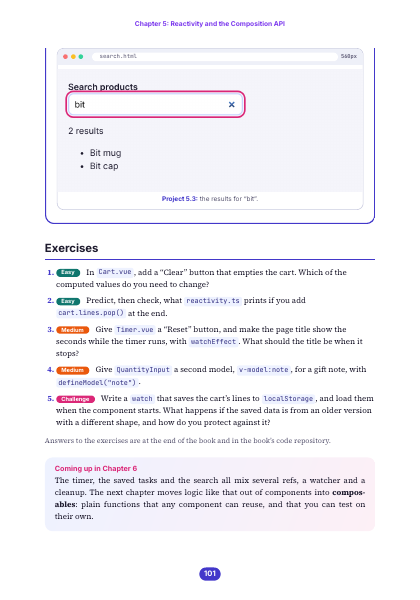 Chapter 5: Reactivity and the Composition API
search.html
560px
Search products
bit
×
2 results
• Bit mug
• Bit cap
Project 5.3: the results for “bit”.
Exercises
1. Easy In Cart.vue, add a “Clear” button that empties the cart. Which of the
computed values do you need to change?
2. Easy Predict, then check, what reactivity.ts prints if you add
cart.lines.pop() at the end.
3. Medium Give Timer.vue a “Reset” button, and make the page title show the
seconds while the timer runs, with watchEffect. What should the title be when it
stops?
4. Medium Give QuantityInput a second model, v-model:note, for a gift note, with
defineModel("note").
5. Challenge Write a watch that saves the cart’s lines to localStorage, and load them
when the component starts. What happens if the saved data is from an older version
with a different shape, and how do you protect against it?
Answers to the exercises are at the end of the book and in the book’s code repository.
Coming up in Chapter 6
The timer, the saved tasks and the search all mix several refs, a watcher and a
cleanup. The next chapter moves logic like that out of components into compos-
ables: plain functions that any component can reuse, and that you can test on
their own.
101